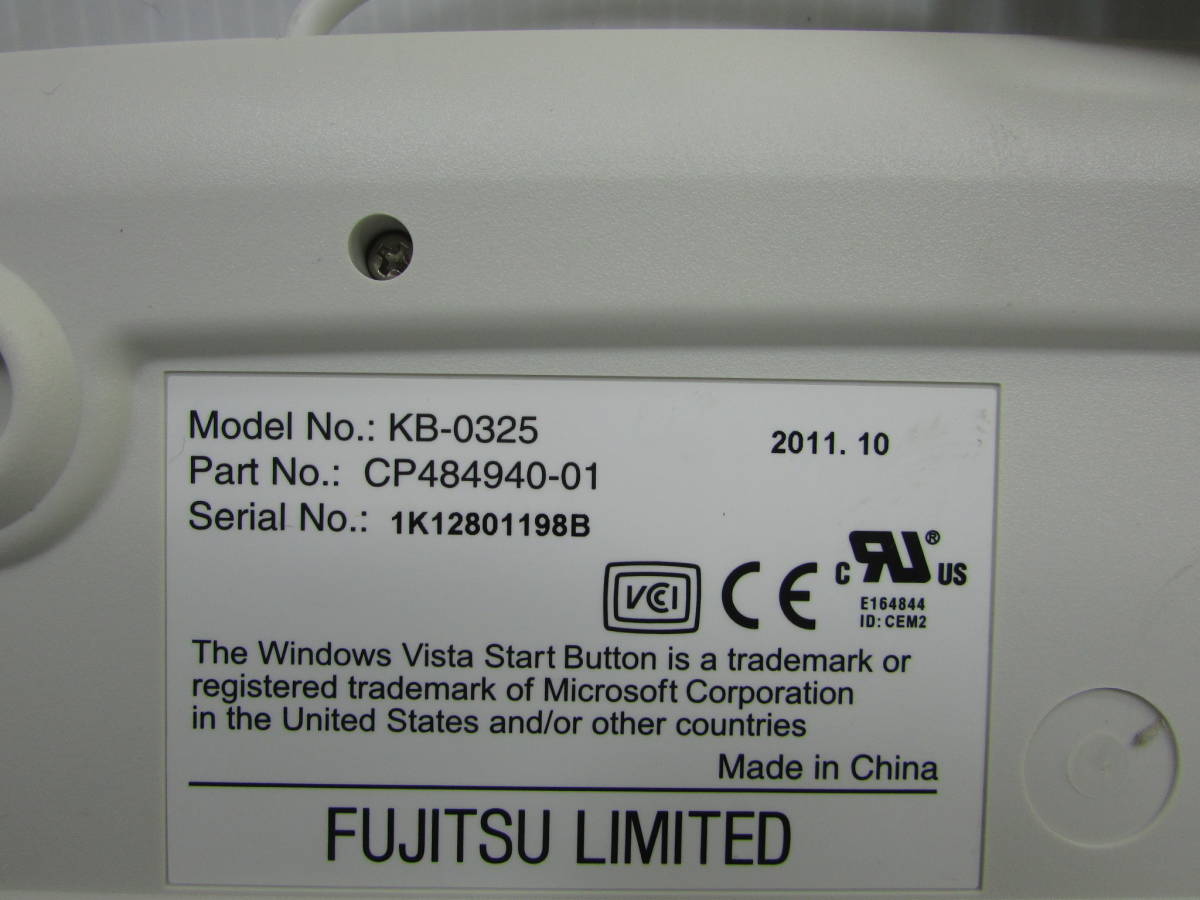 Model No.: KB-0325
2011. 10
Part No.: CP484940-01
Serial No.: 1K12801198B
VCCI
CE
c RU ® US
E164844
ID: CEM2
The Windows Vista Start Button is a trademark or
registered trademark of Microsoft Corporation
in the United States and/or other countries
Made in China
FUJITSU LIMITED